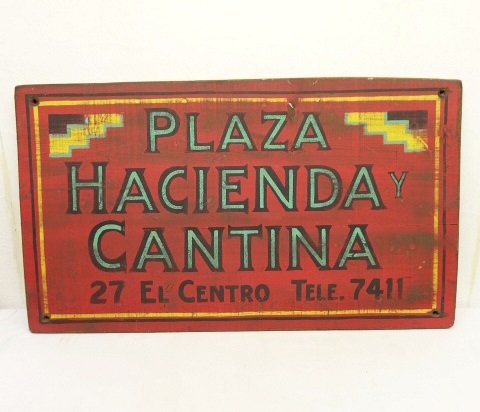 PLAZA
HACIENDA Y
CANTINA
27 EL CENTRO TELE. 7411